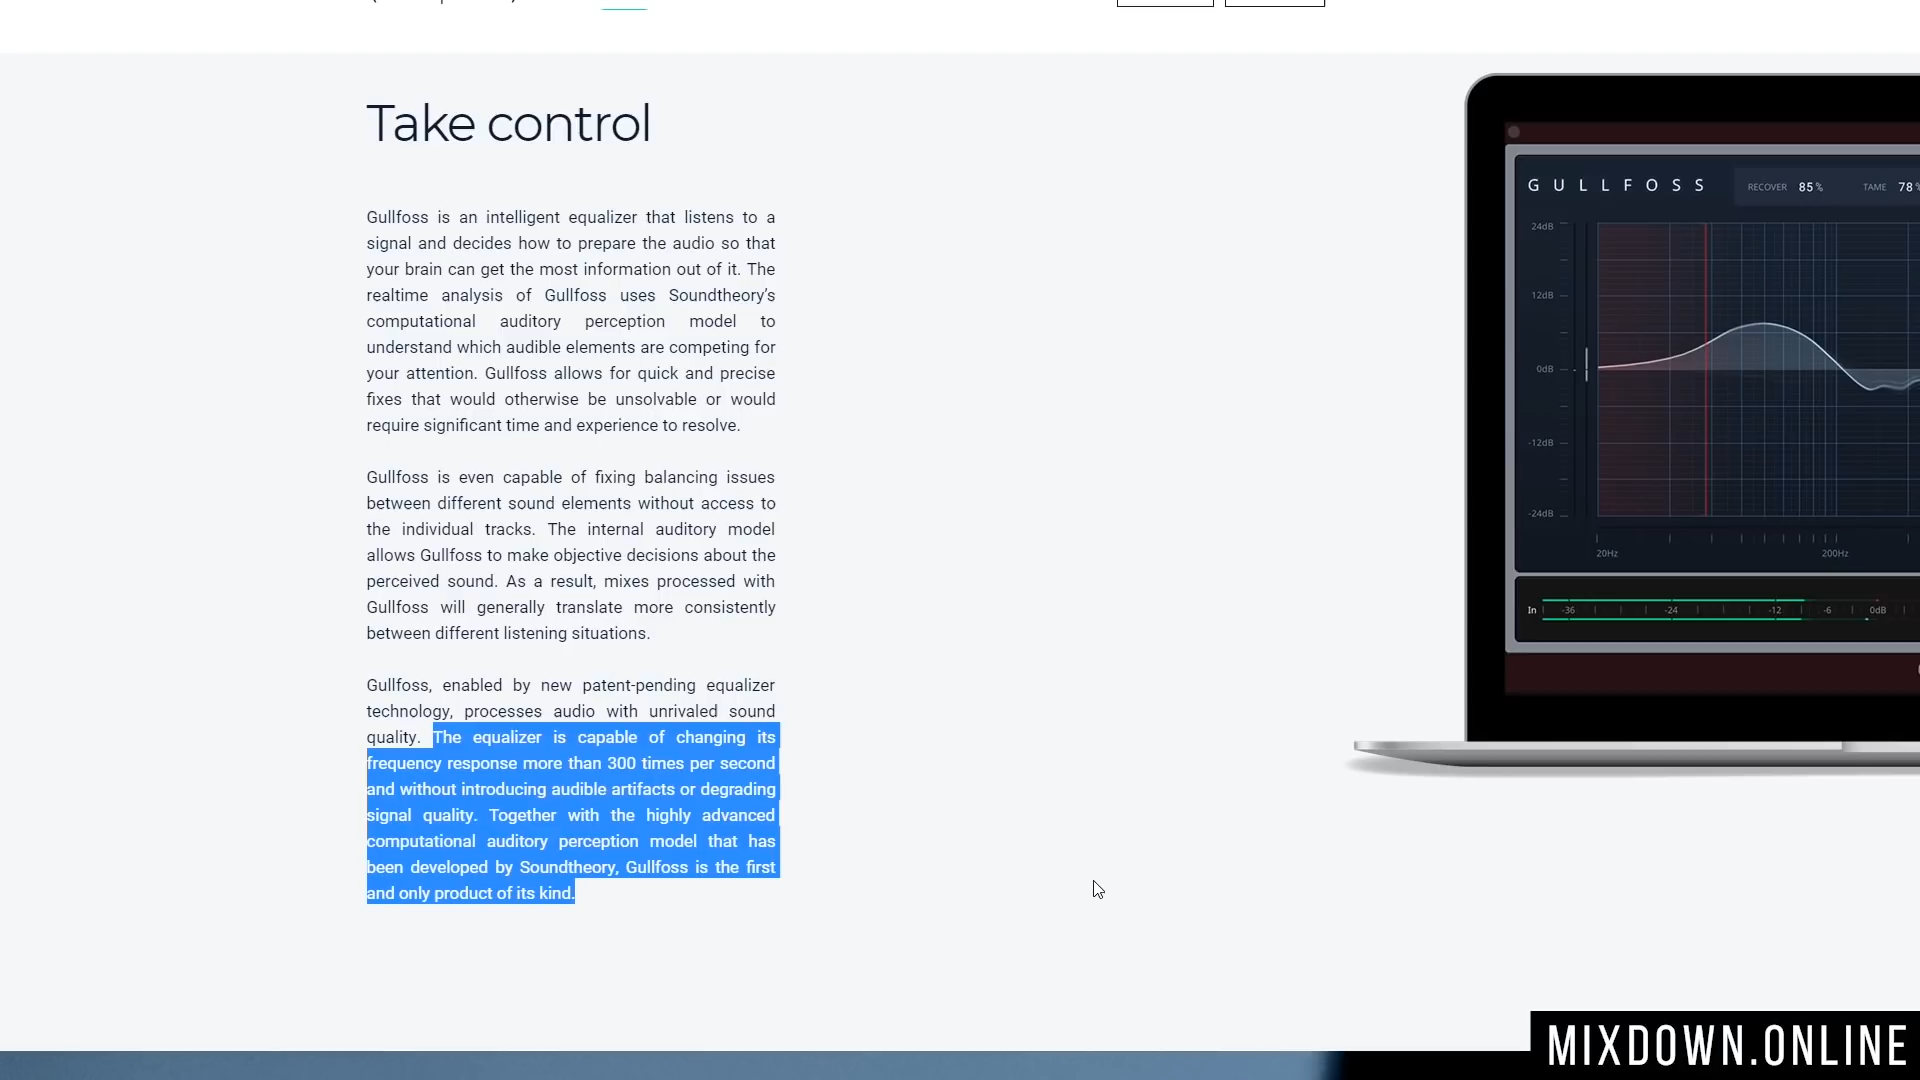 Take control
Gullfoss is an intelligent equalizer that listens to a
signal and decides how to prepare the audio so that
your brain can get the most information out of it. The
realtime analysis of Gullfoss uses Soundtheory’s
computational auditory perception model to
understand which audible elements are competing for
your attention. Gullfoss allows for quick and precise
fixes that would otherwise be unsolvable or would
require significant time and experience to resolve.
Gullfoss is even capable of fixing balancing issues
between different sound elements without access to
the individual tracks. The internal auditory model
allows Gullfoss to make objective decisions about the
perceived sound. As a result, mixes processed with
Gullfoss will generally translate more consistently
between different listening situations.
Gullfoss, enabled by new patent-pending equalizer
technology, processes audio with unrivaled sound
quality. The equalizer is capable of changing its
frequency response more than 300 times per second
and without introducing audible artifacts or degrading
signal quality. Together with the highly advanced
computational auditory perception model that has
been developed by Soundtheory, Gullfoss is the first
and only product of its kind.
GULLFOSS RECOVER 85% TAME 78%
24dB
12dB
0dB
-12dB
-24dB
20Hz 200Hz
In -36 -24 -12 -6 0dB
MIXDOWN.ONLINE